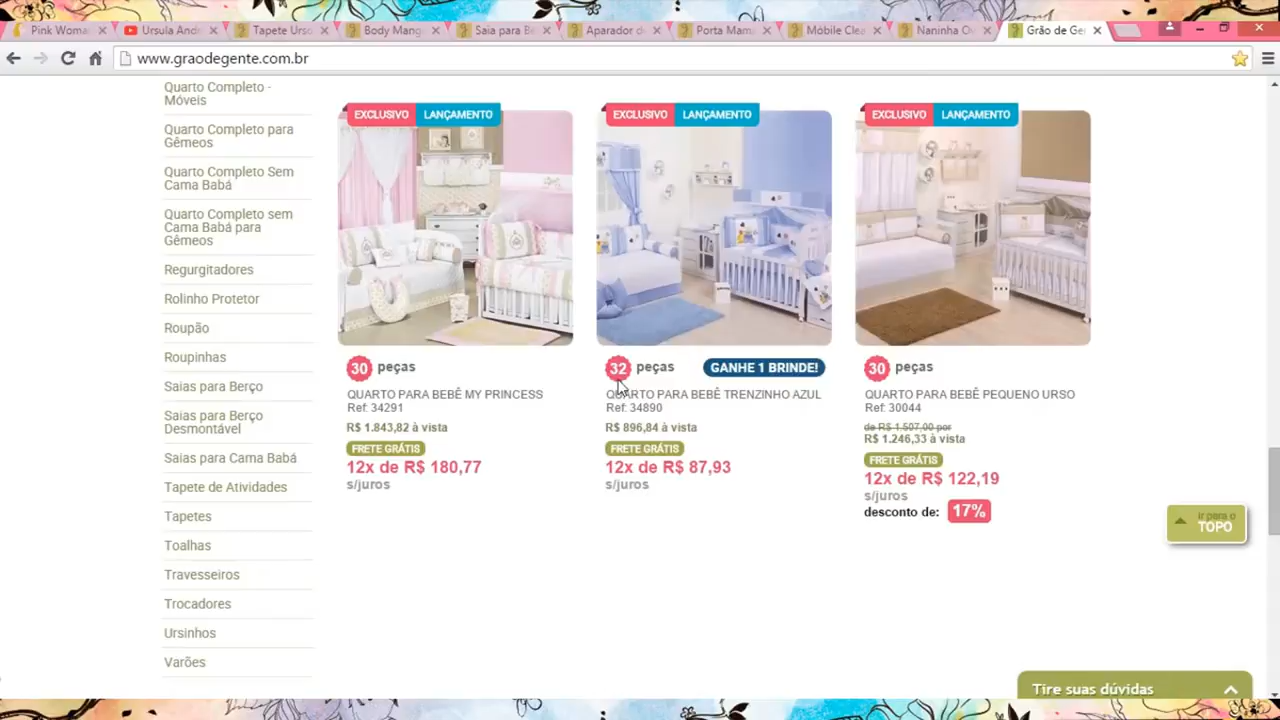 Pink Woma
Ursula And
Tapete Urso
Body Mang
Saia para Be
Aparador d
Porta Mam
Móbile Clea
Naninha O
Grão de Ge
www.graodegente.com.br
Quarto Completo -
Móveis
Quarto Completo para
Gêmeos
Quarto Completo Sem
Cama Babá
Quarto Completo sem
Cama Babá para
Gêmeos
Regurgitadores
Rolinho Protetor
Roupão
Roupinhas
Saias para Berço
Saias para Berço
Desmontável
Saias para Cama Babá
Tapete de Atividades
Tapetes
Toalhas
Travesseiros
Trocadores
Ursinhos
Varões
EXCLUSIVO LANÇAMENTO
30 peças
QUARTO PARA BEBÊ MY PRINCESS
Ref: 34291
R$ 1.843,82 à vista
FRETE GRÁTIS
12x de R$ 180,77
s/juros
EXCLUSIVO LANÇAMENTO
32 peças GANHE 1 BRINDE!
QUARTO PARA BEBÊ TRENZINHO AZUL
Ref: 34890
R$ 896,84 à vista
FRETE GRÁTIS
12x de R$ 87,93
s/juros
EXCLUSIVO LANÇAMENTO
30 peças
QUARTO PARA BEBÊ PEQUENO URSO
Ref: 30044
de R$ 1.507,00 por
R$ 1.246,33 à vista
FRETE GRÁTIS
12x de R$ 122,19
s/juros
desconto de: 17%
ir para o
TOPO
Tire suas dúvidas